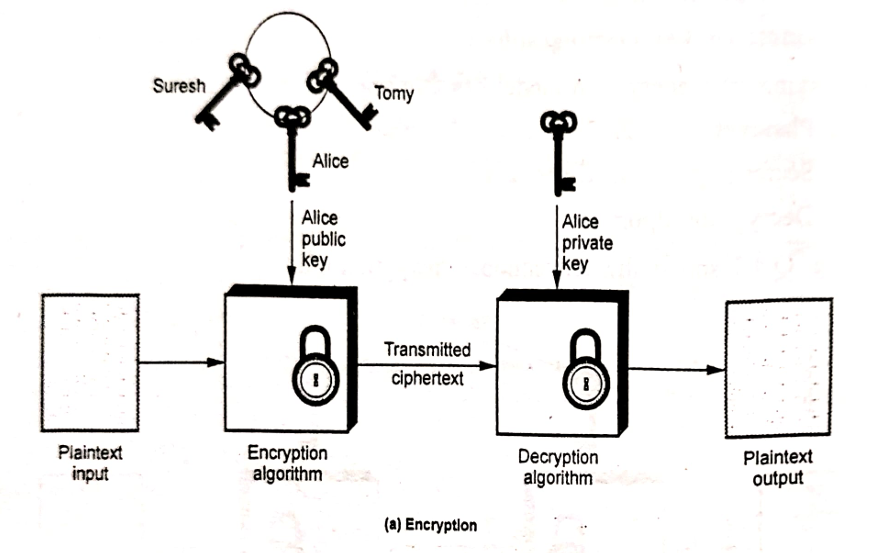 Suresh
Tomy
Alice
Alice
public
key
Alice
private
key
Transmitted
ciphertext
Plaintext
input
Encryption
algorithm
Decryption
algorithm
Plaintext
output
(a) Encryption